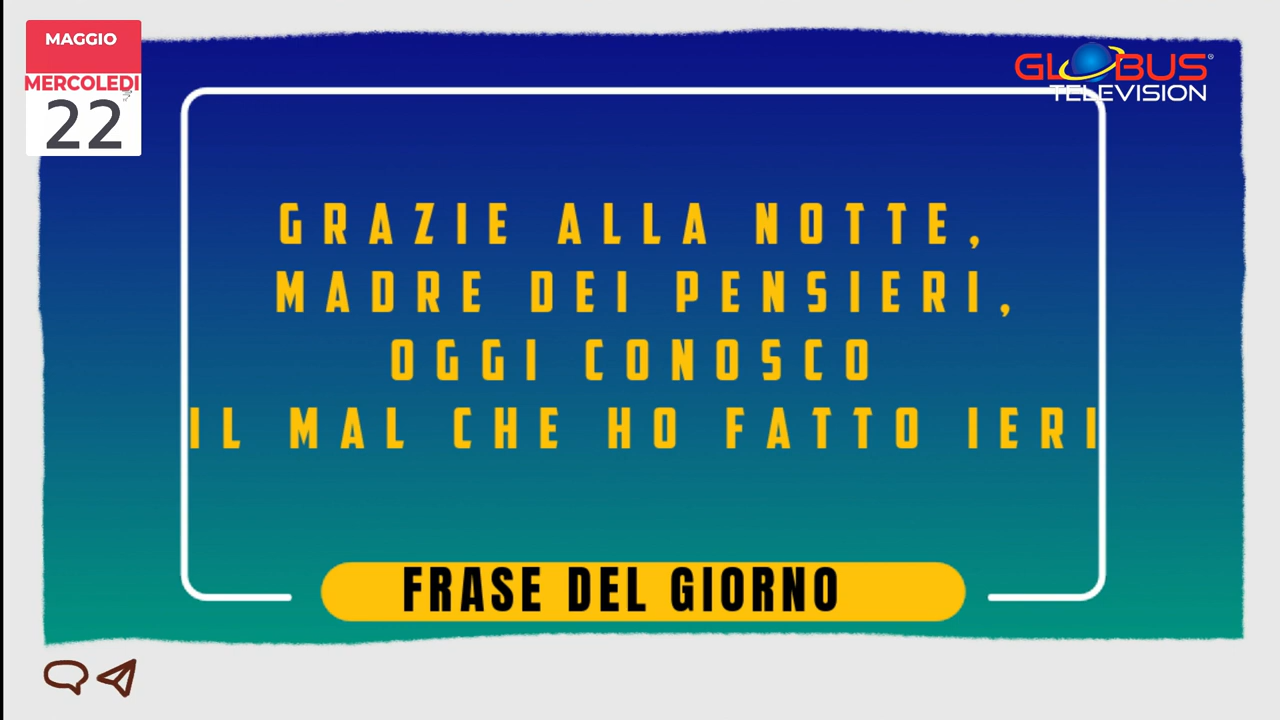 MAGGIO
MERCOLEDI
22
GLOBUS®
TELEVISION
GRAZIE ALLA NOTTE,
MADRE DEI PENSIERI,
OGGI CONOSCO
IL MAL CHE HO FATTO IERI
FRASE DEL GIORNO